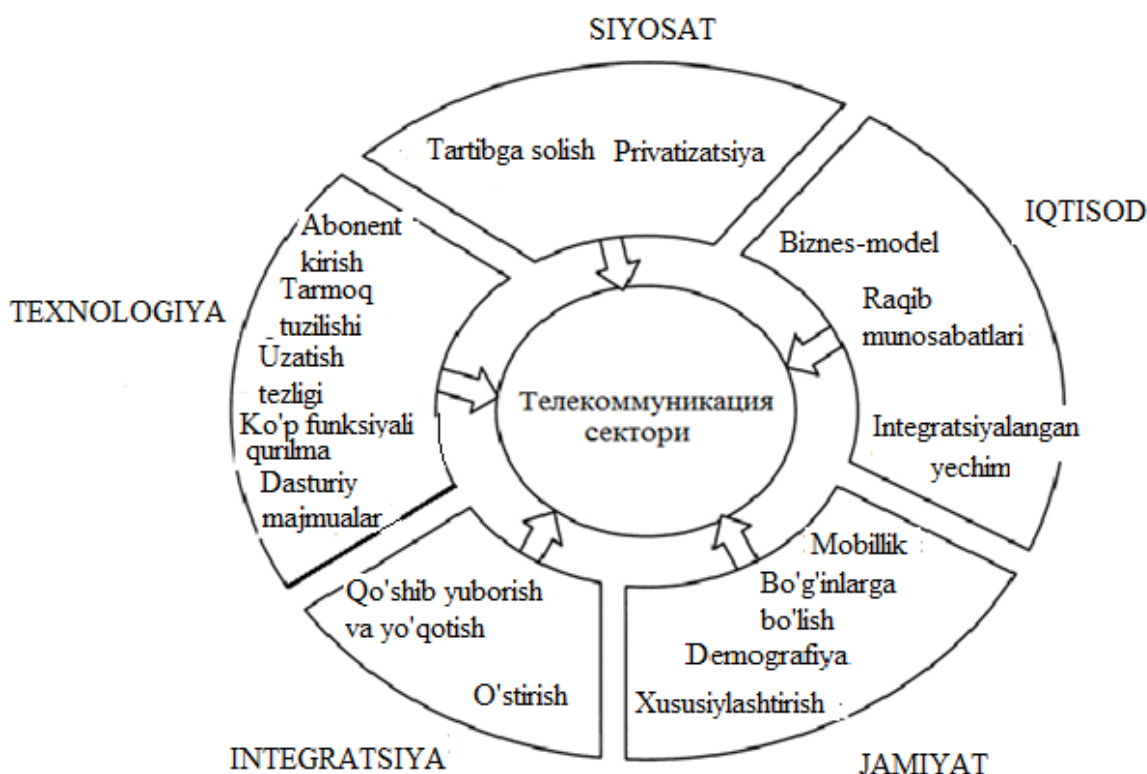 SIYOSAT
Tartibga solish Privatizatsiya
IQTISOD
Biznes-model
Raqib
munosabatlari
Integratsiyalangan
yechim
TEXNOLOGIYA
Abonent
kirish
Tarmoq
tuzilishi
Uzatish
tezligi
Ko'p funksiyali
qurilma
Dasturiy
majmualar
Телекоммуникация
сектори
Mobillik
Bo'g'inlarga
bo'lish
Demografiya
Xususiylashtirish
JAMIYAT
Qo'shib yuborish
va yo'qotish
O'stirish
INTEGRATSIYA